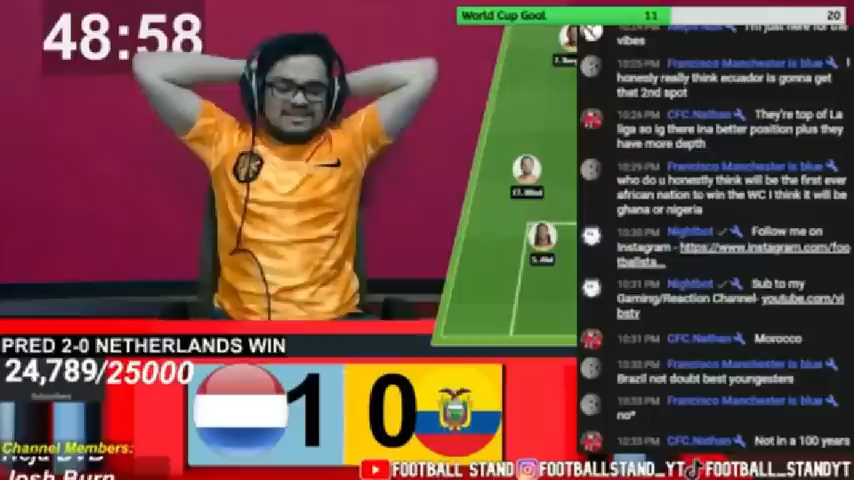 48:58
World Cup Goal 11 20
7.
17. Blind
5. Aké
vibes
10:25 PM Francisco Manchester is blue I
honestly really think ecuador is gonna get
that 2nd spot
10:26 PM CFC.Nathan They're top of La
liga so ig there ina better position plus they
have more depth
10:29 PM Francisco Manchester is blue
who do u honestly think will be the first ever
african nation to win the WC I think it will be
ghana or nigeria
10:30 PM Nightbot Follow me on
Instagram - https://www.instagram.com/foo
tballsta...
10:31 PM Nightbot Sub to my
Gaming/Reaction Channel- youtube.com/vi
bstv
10:31 PM CFC.Nathan Morocco
10:33 PM Francisco Manchester is blue
Brazil not doubt best youngesters
10:33 PM Francisco Manchester is blue
no*
10:33 PM CFC.Nathan Not in a 100 years
PRED 2-0 NETHERLANDS WIN
24,789/25000
Subscribers
1 0
Channel Members:
Josh Burn
FOOTBALL STAND FOOTBALLSTAND_YT FOOTBALL_STANDYT